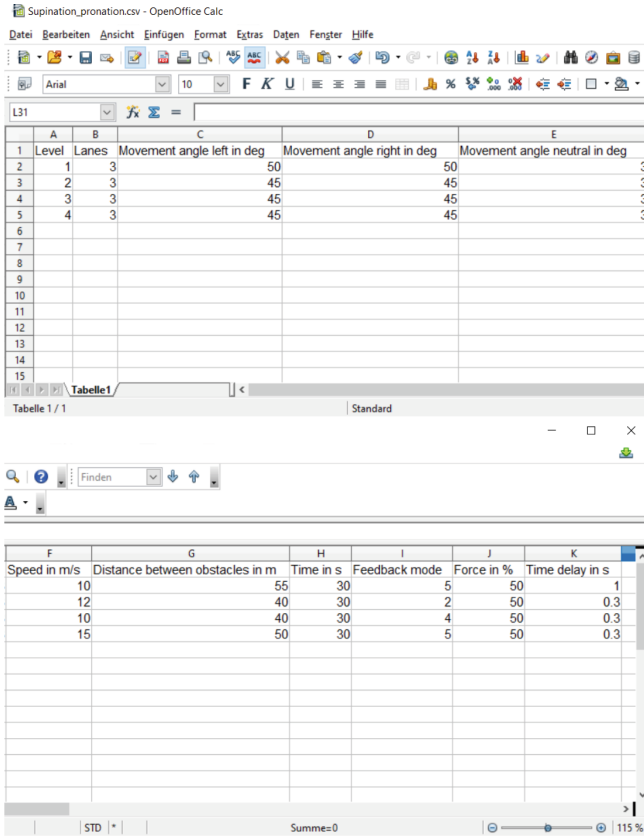 Supination_pronation.csv - OpenOffice Calc
Datei Bearbeiten Ansicht Einfügen Format Extras Daten Fenster Hilfe
Arial 10 F K U
L31 fx Σ =
A B C D E
1 Level Lanes Movement angle left in deg Movement angle right in deg Movement angle neutral in deg
2 1 3 50 50
3 2 3 45 45
4 3 3 45 45
5 4 3 45 45
6
7
8
9
10
11
12
13
14
15
Tabelle1
Tabelle 1 / 1 Standard
Finden
F G H I J K
Speed in m/s Distance between obstacles in m Time in s Feedback mode Force in % Time delay in s
10 55 30 5 50 1
12 40 30 2 50 0.3
10 40 30 4 50 0.3
15 50 30 5 50 0.3
STD * Summe=0 115 %